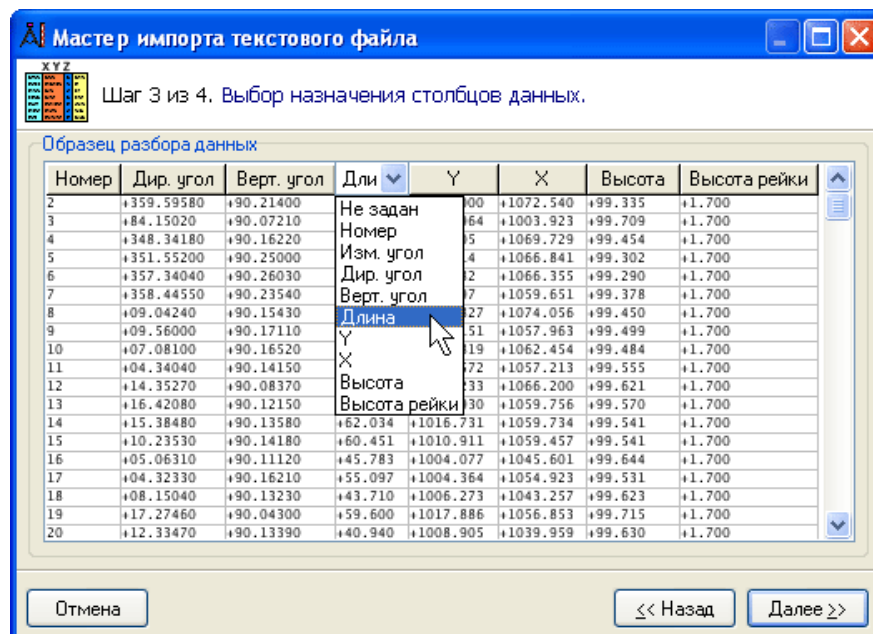 Мастер импорта текстового файла
X Y Z
Шаг 3 из 4. Выбор назначения столбцов данных.
Образец разбора данных
Номер Дир. угол Верт. угол Дли Y X Высота Высота рейки
2 +359.59580 +90.21400 000 +1072.540 +99.335 +1.700
3 +84.15020 +90.07210 064 +1003.923 +99.709 +1.700
4 +348.34180 +90.16220 05 +1069.729 +99.454 +1.700
5 +351.55200 +90.25000 .4 +1066.841 +99.302 +1.700
6 +357.34040 +90.26030 2 +1066.355 +99.290 +1.700
7 +358.44550 +90.23540 7 +1059.651 +99.378 +1.700
8 +09.04240 +90.15430 327 +1074.056 +99.450 +1.700
9 +09.56000 +90.17110 151 +1057.963 +99.499 +1.700
10 +07.08100 +90.16520 319 +1062.454 +99.484 +1.700
11 +04.34040 +90.14150 572 +1057.213 +99.555 +1.700
12 +14.35270 +90.08370 233 +1066.200 +99.621 +1.700
13 +16.42080 +90.12150 030 +1059.756 +99.570 +1.700
14 +15.38480 +90.13580 +62.034 +1016.731 +1059.734 +99.541 +1.700
15 +10.23530 +90.14180 +60.451 +1010.911 +1059.457 +99.541 +1.700
16 +05.06310 +90.11120 +45.783 +1004.077 +1045.601 +99.644 +1.700
17 +04.32330 +90.16210 +55.097 +1004.364 +1054.923 +99.531 +1.700
18 +08.15040 +90.13230 +43.710 +1006.273 +1043.257 +99.623 +1.700
19 +17.27460 +90.04300 +59.600 +1017.886 +1056.853 +99.715 +1.700
20 +12.33470 +90.13390 +40.940 +1008.905 +1039.959 +99.630 +1.700
Не задан
Номер
Изм. угол
Дир. угол
Верт. угол
Длина
Y
X
Высота
Высота рейки
Отмена
<< Назад
Далее >>